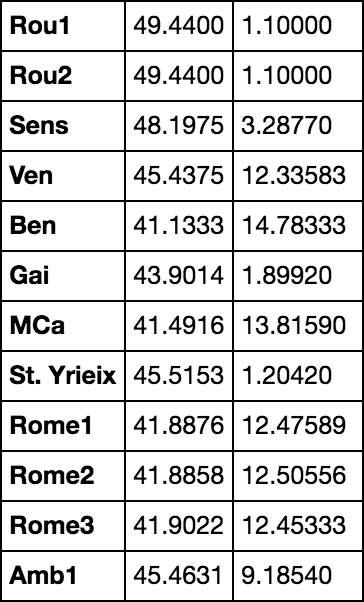 Rou1 49.4400 1.10000
Rou2 49.4400 1.10000
Sens 48.1975 3.28770
Ven 45.4375 12.33583
Ben 41.1333 14.78333
Gai 43.9014 1.89920
MCa 41.4916 13.81590
St. Yrieix 45.5153 1.20420
Rome1 41.8876 12.47589
Rome2 41.8858 12.50556
Rome3 41.9022 12.45333
Amb1 45.4631 9.18540